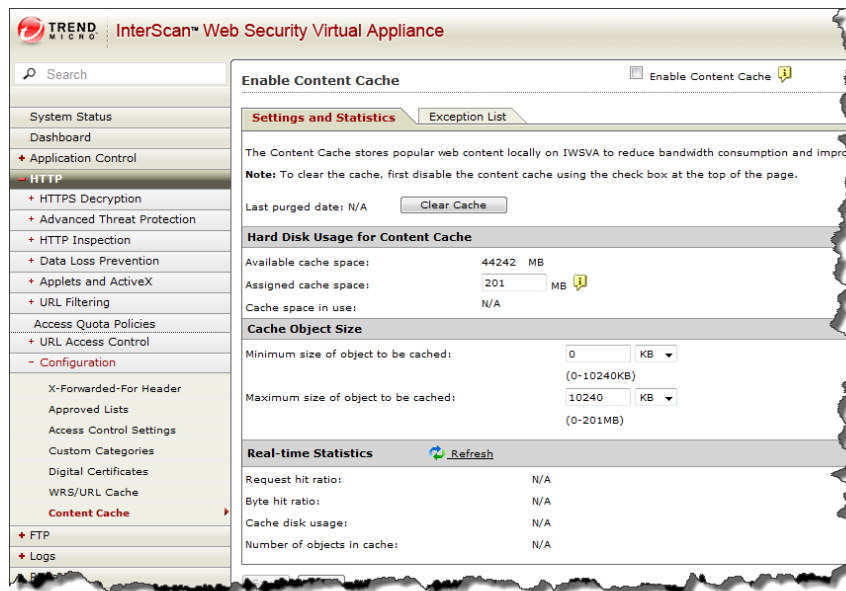 TREND MICRO InterScan™ Web Security Virtual Appliance
Search
System Status
Dashboard
+ Application Control
- HTTP
+ HTTPS Decryption
+ Advanced Threat Protection
+ HTTP Inspection
+ Data Loss Prevention
+ Applets and ActiveX
+ URL Filtering
Access Quota Policies
+ URL Access Control
- Configuration
X-Forwarded-For Header
Approved Lists
Access Control Settings
Custom Categories
Digital Certificates
WRS/URL Cache
Content Cache
+ FTP
+ Logs
Enable Content Cache
Enable Content Cache
Settings and Statistics
Exception List
The Content Cache stores popular web content locally on IWSVA to reduce bandwidth consumption and impro
Note: To clear the cache, first disable the content cache using the check box at the top of the page.
Last purged date: N/A Clear Cache
Hard Disk Usage for Content Cache
Available cache space: 44242 MB
Assigned cache space: 201 MB
Cache space in use: N/A
Cache Object Size
Minimum size of object to be cached: 0 KB
(0-10240KB)
Maximum size of object to be cached: 10240 KB
(0-201MB)
Real-time Statistics Refresh
Request hit ratio: N/A
Byte hit ratio: N/A
Cache disk usage: N/A
Number of objects in cache: N/A